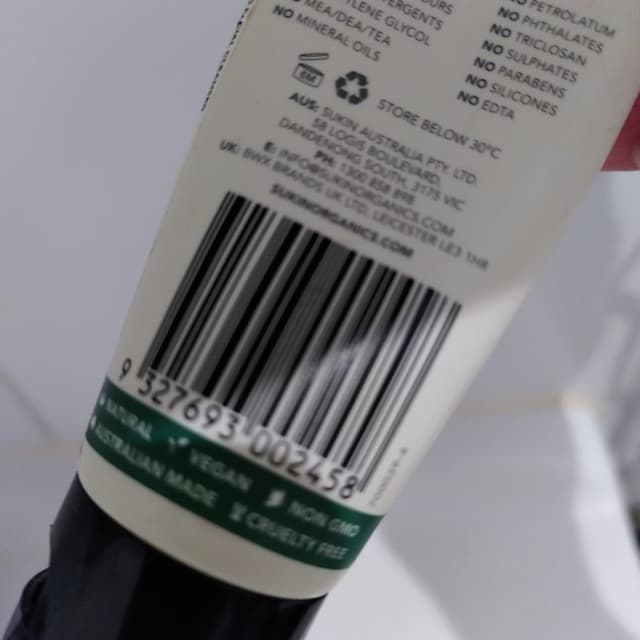 DETERGENTS
GLYCOL
NO MEA/DEA/TEA
NO MINERAL OILS
NO PETROLATUM
NO PHTHALATES
NO TRICLOSAN
NO SULPHATES
NO PARABENS
NO SILICONES
NO EDTA
6M
STORE BELOW 30°C
AUS: SUKIN AUSTRALIA PTY. LTD.
58 LOGIS BOULEVARD,
DANDENONG SOUTH, 3175 VIC
PH: 1300 858 898
E: INFO@SUKINORGANICS.COM
UK: BWX BRANDS UK LTD, LEICESTER LE3 1HR
SUKINORGANICS.COM
9 327693 002458
NATURAL VEGAN NON GMO
AUSTRALIAN MADE CRUELTY FREE